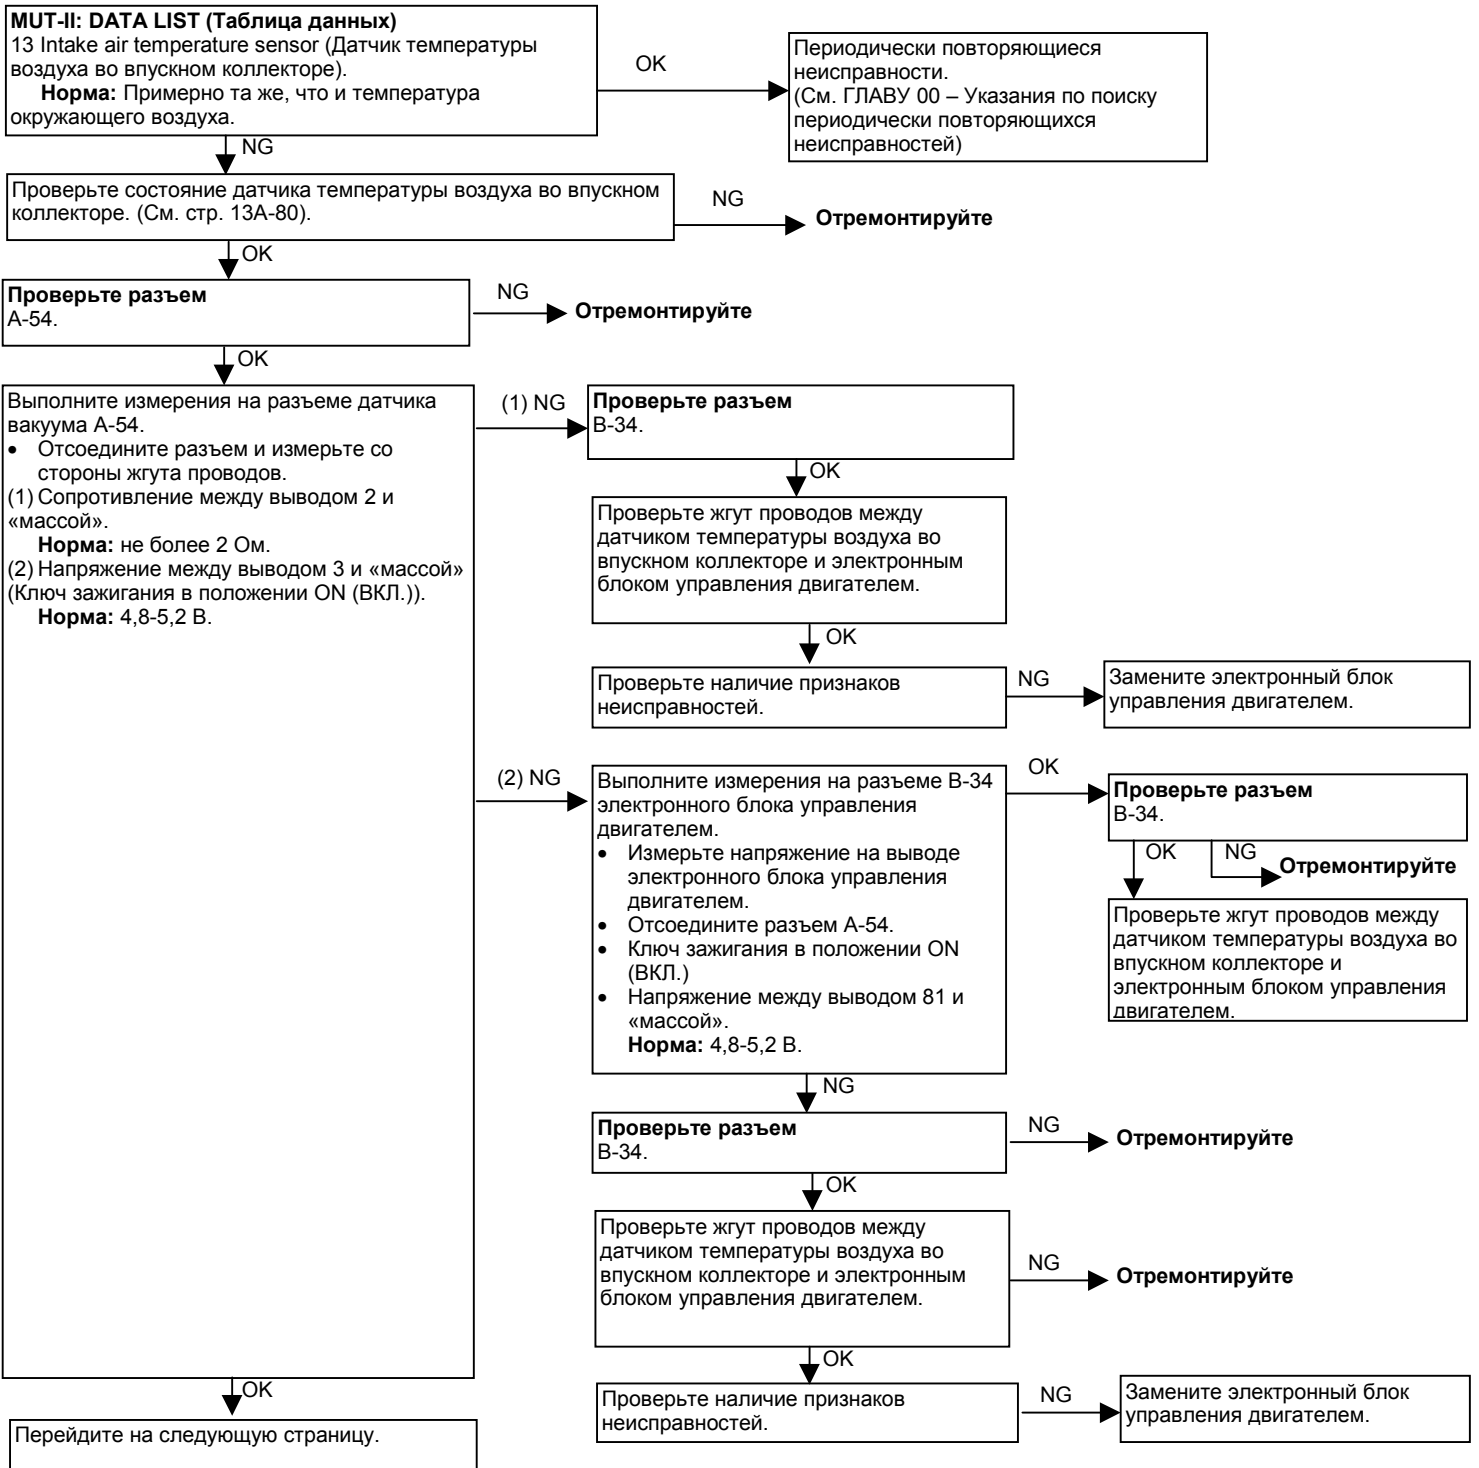 MUT-II: DATA LIST (Таблица данных)
13 Intake air temperature sensor (Датчик температуры
воздуха во впускном коллекторе).
Норма: Примерно та же, что и температура
окружающего воздуха.
OK
Периодически повторяющиеся
неисправности.
(См. ГЛАВУ 00 – Указания по поиску
периодически повторяющихся
неисправностей)
NG
Проверьте состояние датчика температуры воздуха во впускном
коллекторе. (См. стр. 13А-80).
NG
Отремонтируйте
OK
Проверьте разъем
А-54.
NG
Отремонтируйте
OK
Выполните измерения на разъеме датчика
вакуума А-54.
• Отсоедините разъем и измерьте со
стороны жгута проводов.
(1) Сопротивление между выводом 2 и
«массой».
Норма: не более 2 Ом.
(2) Напряжение между выводом 3 и «массой»
(Ключ зажигания в положении ON (ВКЛ.)).
Норма: 4,8-5,2 В.
(1) NG
Проверьте разъем
В-34.
OK
Проверьте жгут проводов между
датчиком температуры воздуха во
впускном коллекторе и электронным
блоком управления двигателем.
OK
Проверьте наличие признаков
неисправностей.
NG
Замените электронный блок
управления двигателем.
(2) NG
Выполните измерения на разъеме В-34
электронного блока управления
двигателем.
• Измерьте напряжение на выводе
электронного блока управления
двигателем.
• Отсоедините разъем А-54.
• Ключ зажигания в положении ON
(ВКЛ.)
• Напряжение между выводом 81 и
«массой».
Норма: 4,8-5,2 В.
OK
Проверьте разъем
В-34.
OK
NG
Отремонтируйте
Проверьте жгут проводов между
датчиком температуры воздуха во
впускном коллекторе и
электронным блоком управления
двигателем.
NG
Проверьте разъем
В-34.
NG
Отремонтируйте
OK
Проверьте жгут проводов между
датчиком температуры воздуха во
впускном коллекторе и электронным
блоком управления двигателем.
NG
Отремонтируйте
OK
Проверьте наличие признаков
неисправностей.
NG
Замените электронный блок
управления двигателем.
OK
Перейдите на следующую страницу.